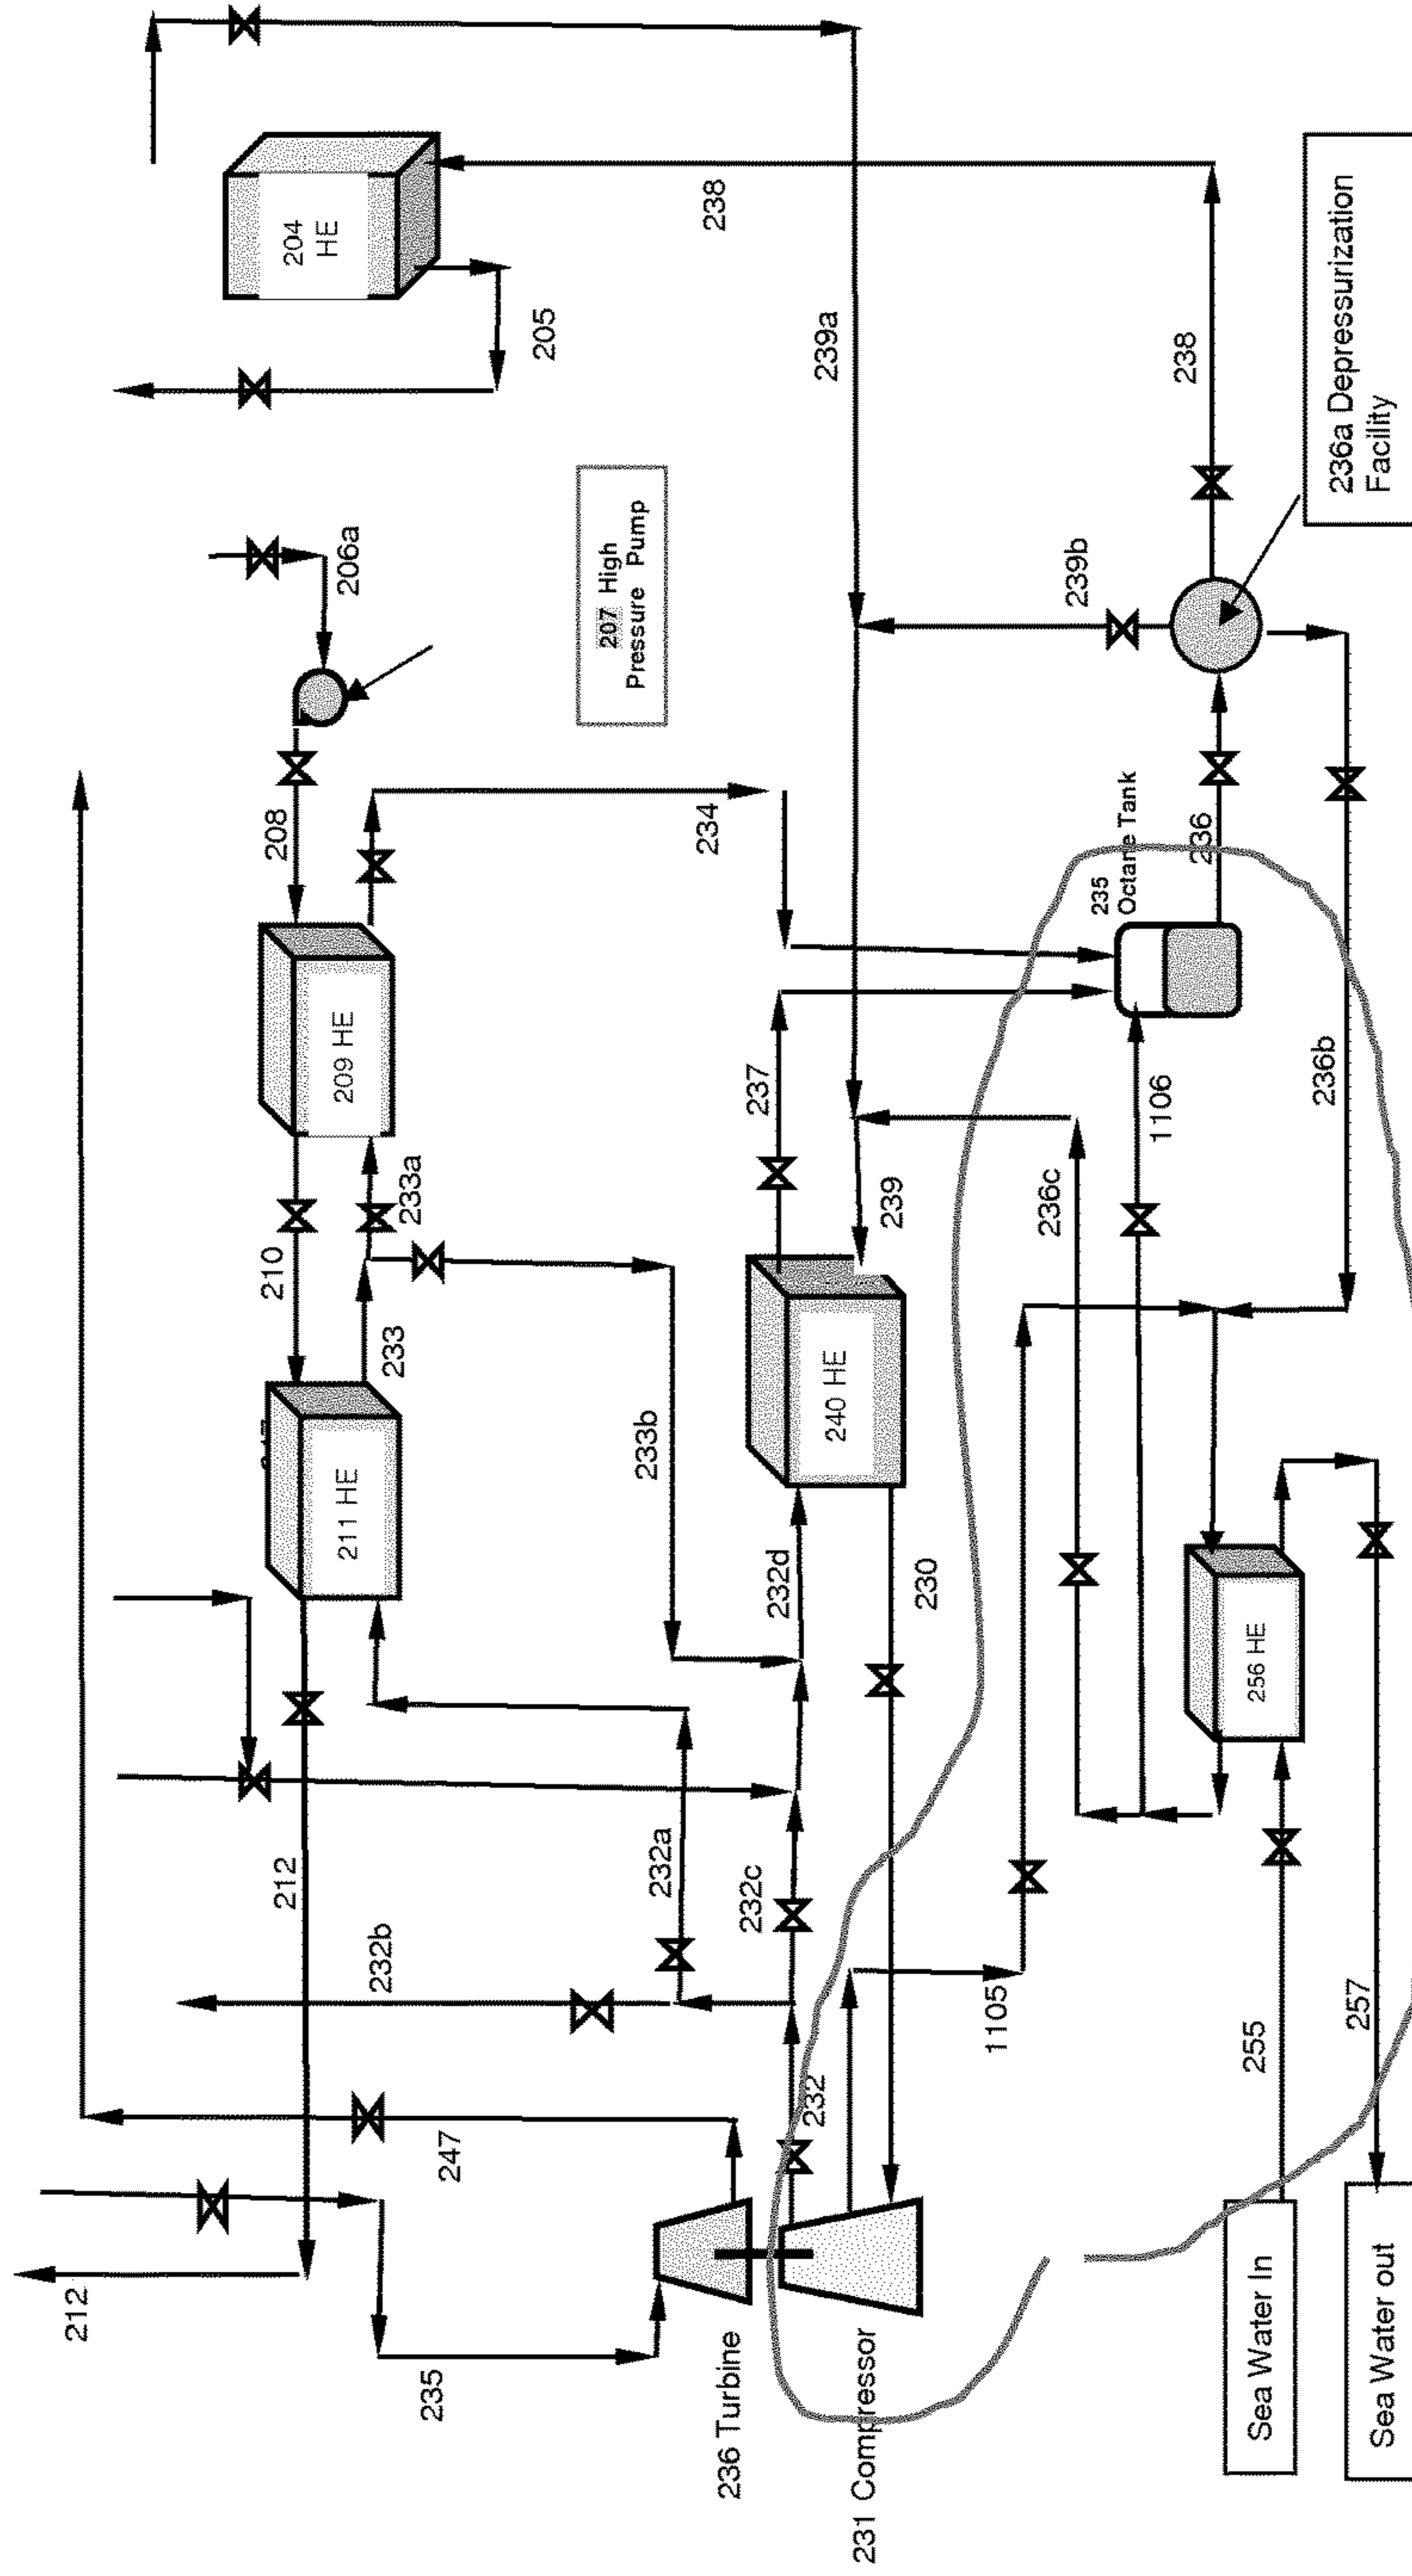 204
HE
238
205
239a
238
236a Depressurization
Facility
206a
207 High
Pressure Pump
239b
208
234
235
Octane Tank
236
209 HE
237
1106
236b
233a
239
236c
210
233
211 HE
233b
240 HE
232d
230
256 HE
212
232a
232c
232b
1105
255
257
247
232
212
235
236 Turbine
231 Compressor
Sea Water In
Sea Water out